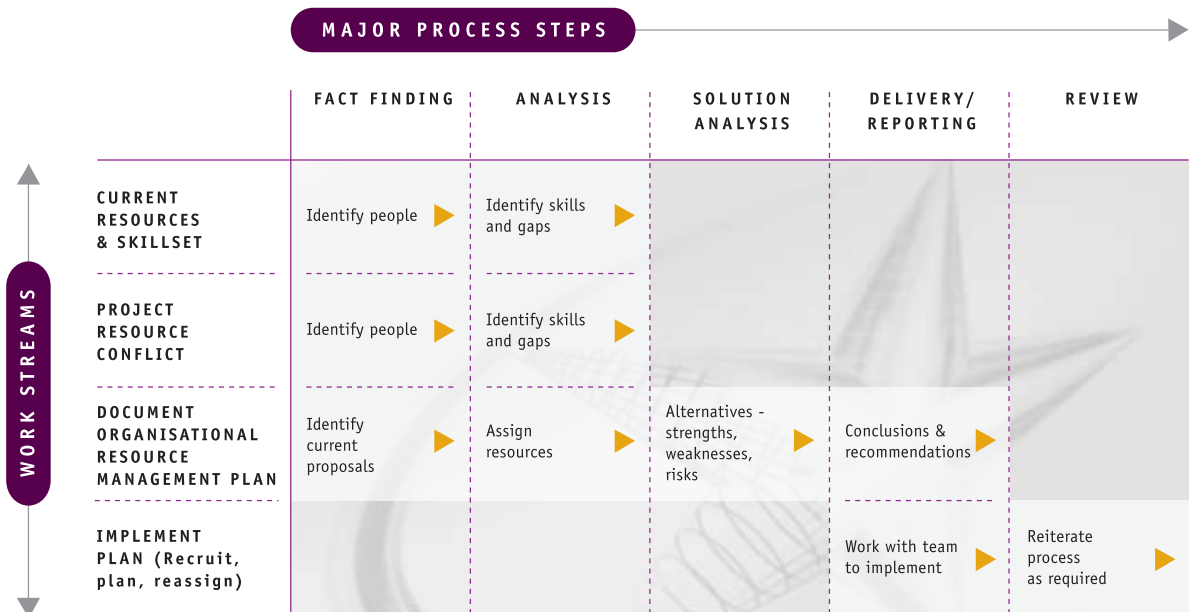 MAJOR PROCESS STEPS
FACT FINDING
ANALYSIS
SOLUTION
ANALYSIS
DELIVERY/
REPORTING
REVIEW
WORK STREAMS
CURRENT
RESOURCES
& SKILLSET
Identify people
Identify skills
and gaps
PROJECT
RESOURCE
CONFLICT
Identify people
Identify skills
and gaps
DOCUMENT
ORGANISATIONAL
RESOURCE
MANAGEMENT PLAN
Identify
current
proposals
Assign
resources
Alternatives -
strengths,
weaknesses,
risks
Conclusions &
recommendations
IMPLEMENT
PLAN (Recruit,
plan, reassign)
Work with team
to implement
Reiterate
process
as required